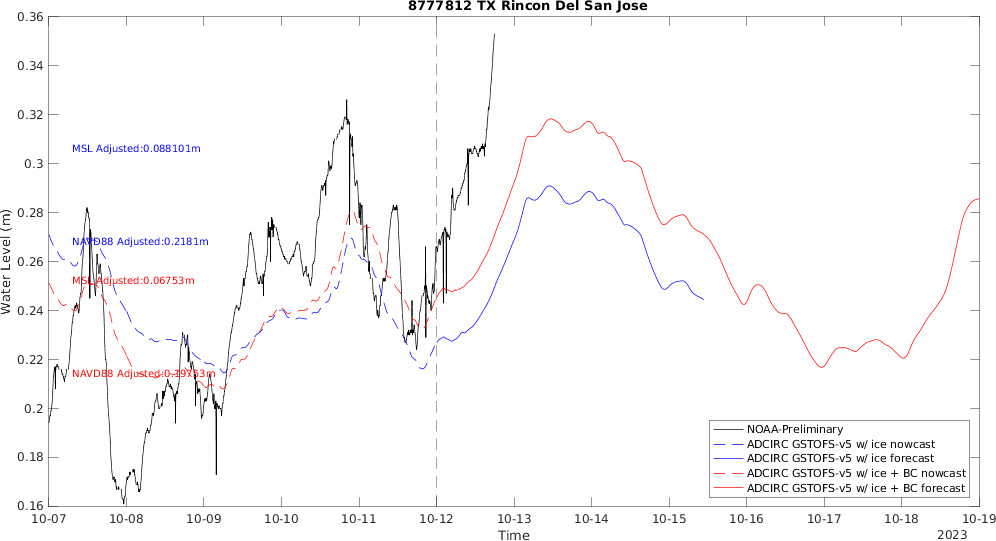 8777812 TX Rincon Del San Jose
Water Level (m)
0.36
0.34
0.32
0.3
0.28
0.26
0.24
0.22
0.2
0.18
0.16
MSL Adjusted:0.088101m
NAVD88 Adjusted:0.2181m
MSL Adjusted:0.06753m
NAVD88 Adjusted:0.19753m
NOAA-Preliminary
ADCIRC GSTOFS-v5 w/ ice nowcast
ADCIRC GSTOFS-v5 w/ ice forecast
ADCIRC GSTOFS-v5 w/ ice + BC nowcast
ADCIRC GSTOFS-v5 w/ ice + BC forecast
10-07 10-08 10-09 10-10 10-11 10-12 10-13 10-14 10-15 10-16 10-17 10-18 10-19
Time
2023